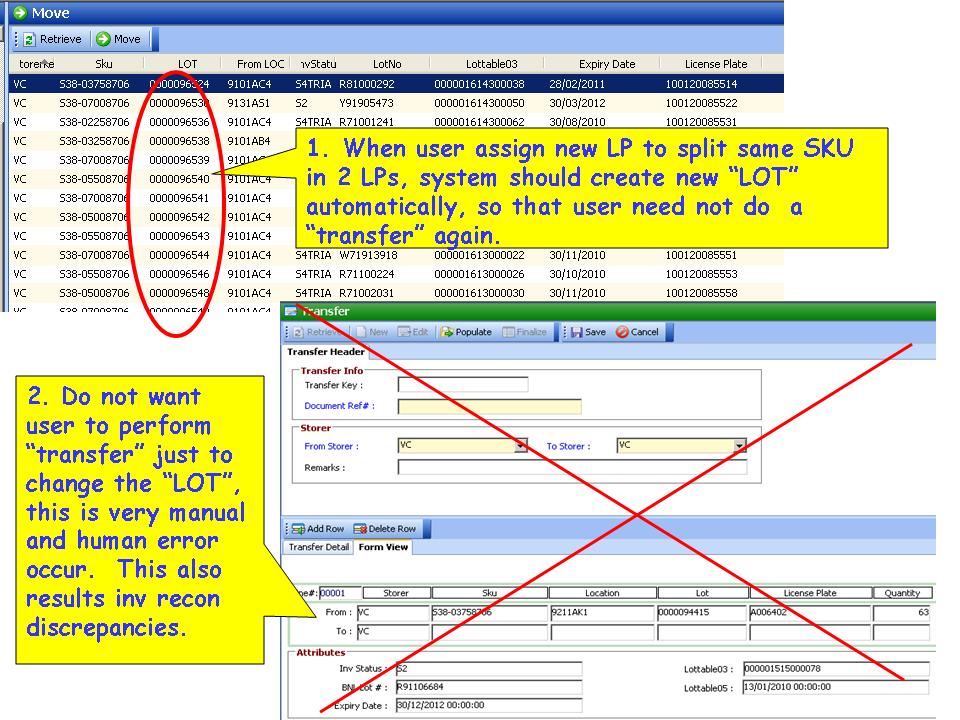 Move
Retrieve Move
torerke Sku LOT From LOC nvStatu LotNo Lottable03 Expiry Date License Plate
VC S38-03758706 0000096524 9101AC4 S4TRIA R81000292 000001614300038 28/02/2011 100120085514
VC S38-07008706 0000096530 9131AS1 S2 Y91905473 000001614300050 30/03/2012 100120085522
VC S38-02258706 0000096536 9101AC4 S4TRIA R71001241 000001614300062 30/08/2010 100120085531
VC S38-03258706 0000096538 9101AB4
VC S38-07008706 0000096539
VC S38-05008706 0000096540 9101AC4
VC S38-07008706 0000096541 9101AC4
VC S38-05008706 0000096542 9101AC4
VC S38-05508706 0000096543 9101AC4
VC S38-07008706 0000096544 9101AC4 S4TRIA W71913918 000001613000022 30/11/2010 100120085551
VC S38-05508706 0000096546 9101AC4 S4TRIA R71100224 000001613000026 30/10/2010 100120085553
VC S38-05008706 0000096548 9101AC4 S4TRIA R71002031 000001613000030 30/11/2010 100120085558
1. When user assign new LP to split same SKU
in 2 LPs, system should create new “LOT”
automatically, so that user need not do a
“transfer” again.
2. Do not want
user to perform
“transfer” just to
change the “LOT”,
this is very manual
and human error
occur. This also
results inv recon
discrepancies.
Transfer
Retrieve New Edit Populate Finalize Save Cancel
Transfer Header
Transfer Info
Transfer Key :
Document Ref# :
Storer
From Storer : VC To Storer : VC
Remarks :
Add Row Delete Row
Transfer Detail Form View
ne#: 00001 Storer Sku Location Lot License Plate Quantity
From : VC S38-03758706 9211AK1 0000094415 A006402 63
To : VC
Attributes
Inv Status : S2 Lottable03 : 000001515000078
BNL Lot # : R91106684 Lottable05 : 13/01/2010 00:00:00
Expiry Date : 30/12/2012 00:00:00